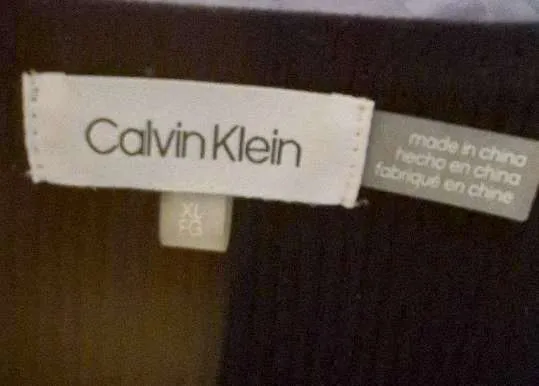 Calvin Klein
made in china
hecho en china
fabriqué en chine
XL
FG